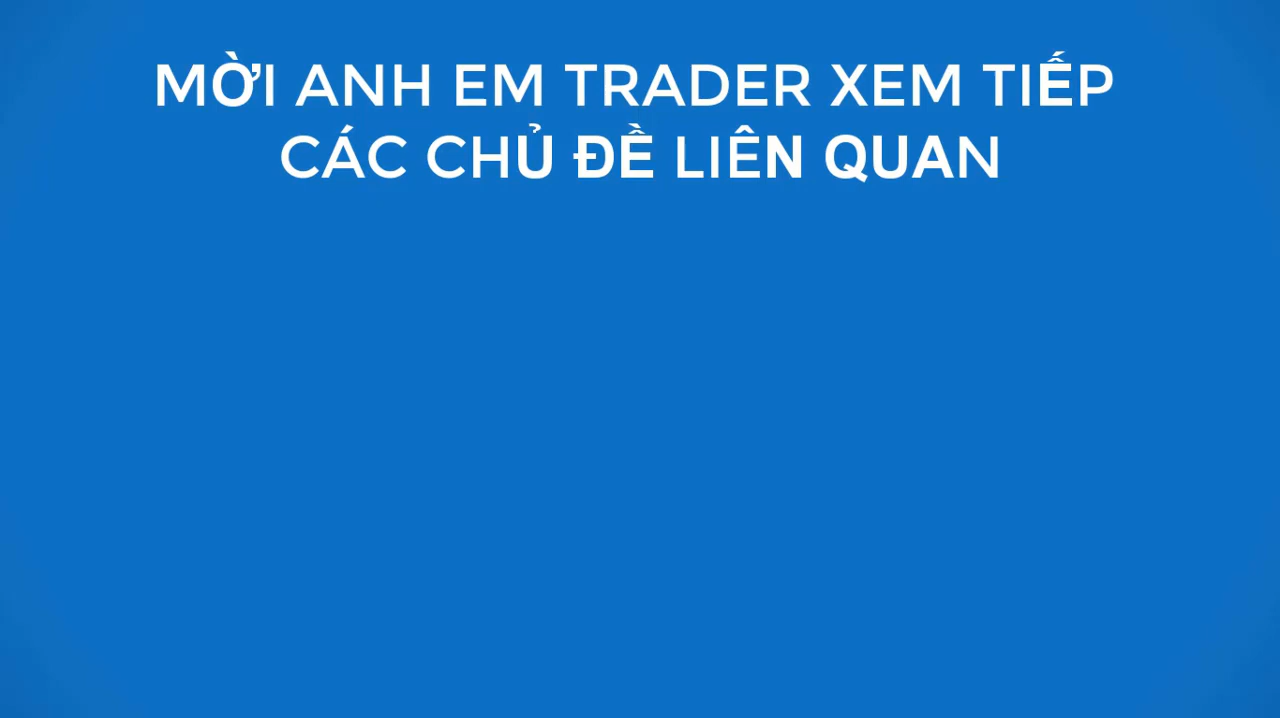 MỜI ANH EM TRADER XEM TIẾP
CÁC CHỦ ĐỀ LIÊN QUAN